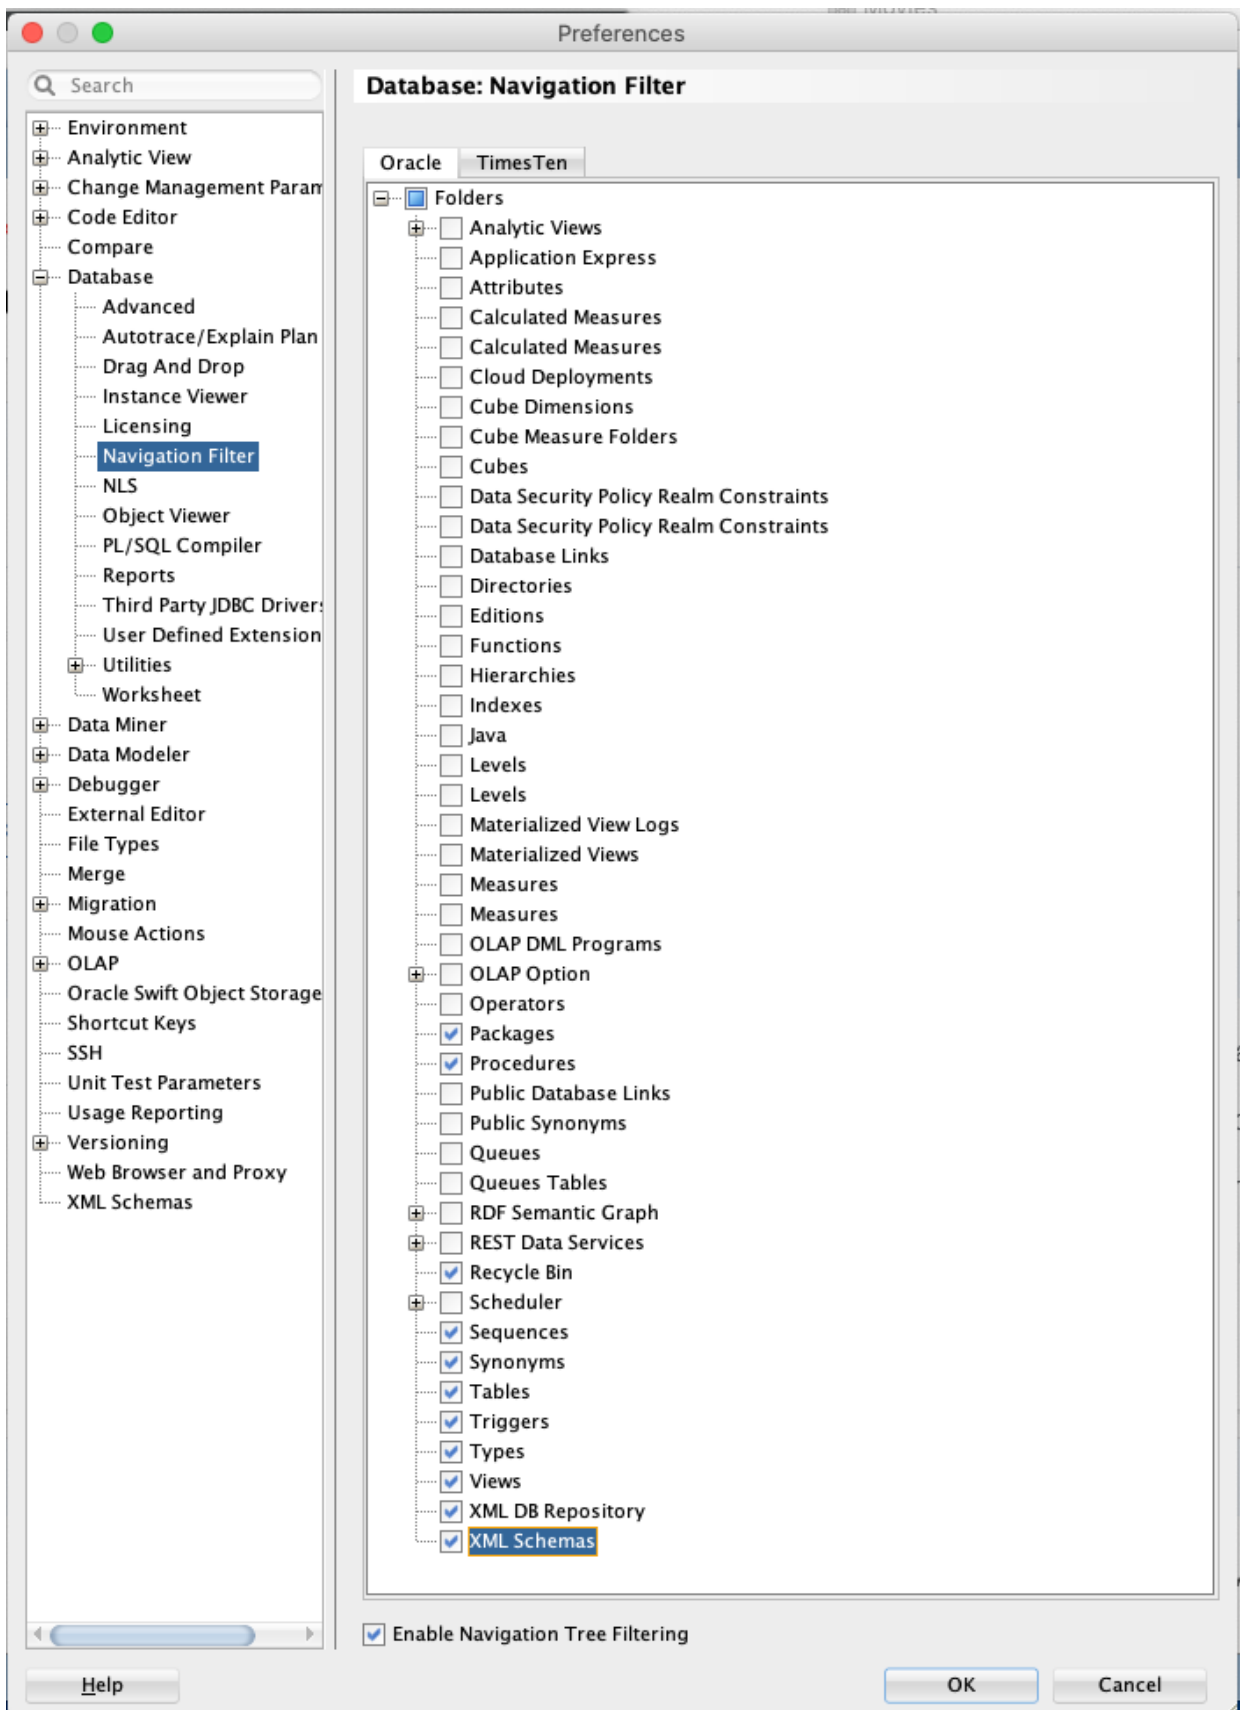 Preferences
Search
Environment
Analytic View
Change Management Param
Code Editor
Compare
Database
Advanced
Autotrace/Explain Plan
Drag And Drop
Instance Viewer
Licensing
Navigation Filter
NLS
Object Viewer
PL/SQL Compiler
Reports
Third Party JDBC Drivers
User Defined Extension
Utilities
Worksheet
Data Miner
Data Modeler
Debugger
External Editor
File Types
Merge
Migration
Mouse Actions
OLAP
Oracle Swift Object Storage
Shortcut Keys
SSH
Unit Test Parameters
Usage Reporting
Versioning
Web Browser and Proxy
XML Schemas
Database: Navigation Filter
Oracle TimesTen
Folders
Analytic Views
Application Express
Attributes
Calculated Measures
Calculated Measures
Cloud Deployments
Cube Dimensions
Cube Measure Folders
Cubes
Data Security Policy Realm Constraints
Data Security Policy Realm Constraints
Database Links
Directories
Editions
Functions
Hierarchies
Indexes
Java
Levels
Levels
Materialized View Logs
Materialized Views
Measures
Measures
OLAP DML Programs
OLAP Option
Operators
Packages
Procedures
Public Database Links
Public Synonyms
Queues
Queues Tables
RDF Semantic Graph
REST Data Services
Recycle Bin
Scheduler
Sequences
Synonyms
Tables
Triggers
Types
Views
XML DB Repository
XML Schemas
Enable Navigation Tree Filtering
Help OK Cancel